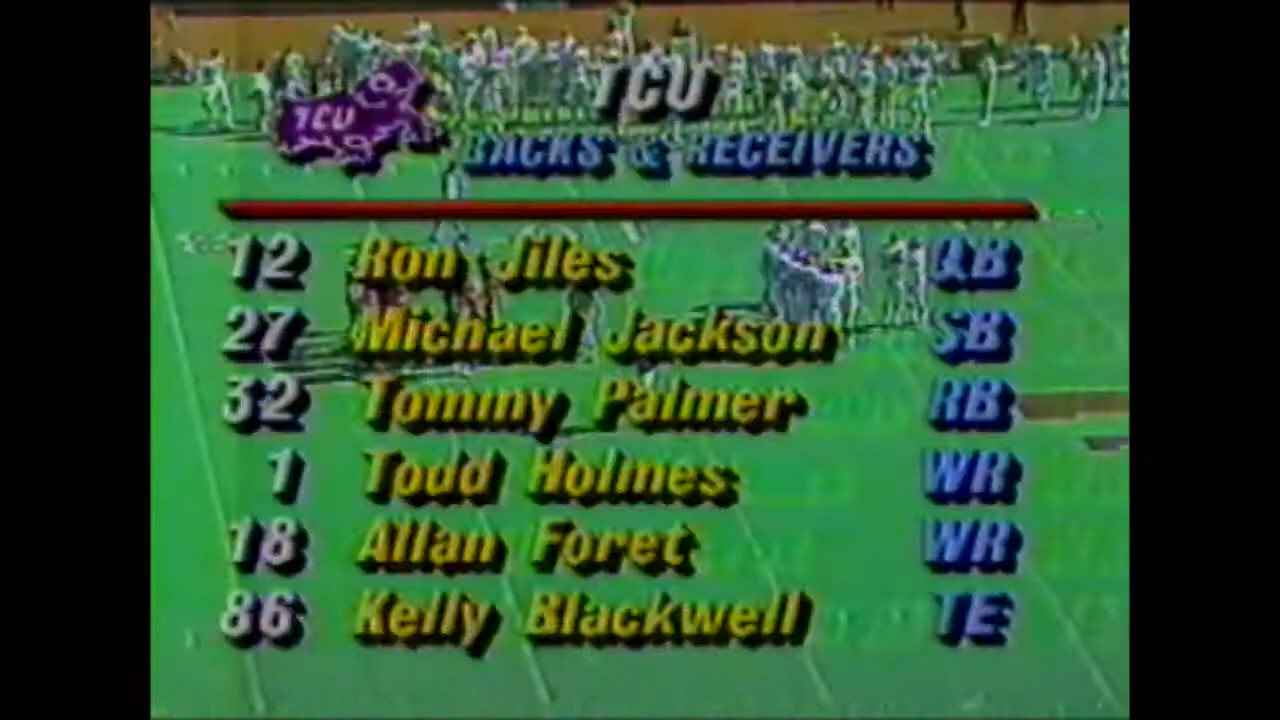 TCU
TCU
BACKS & RECEIVERS
12 Ron Jiles QB
27 Michael Jackson SB
32 Tommy Palmer RB
1 Todd Holmes WR
18 Allan Foret WR
86 Kelly Blackwell TE